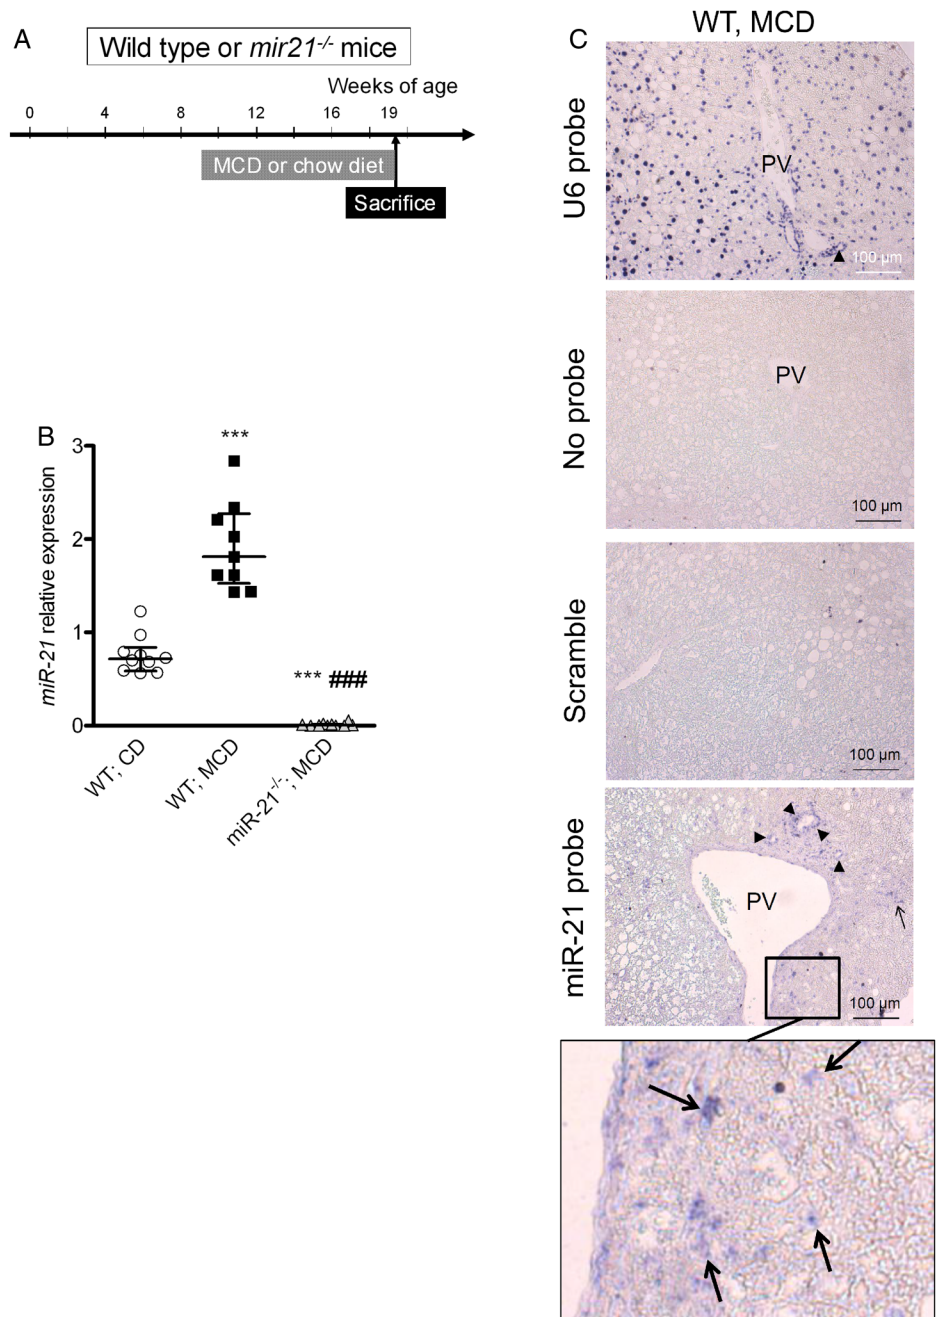 A
Wild type or mir21-/- mice
Weeks of age
0 4 8 12 16 19
MCD or chow diet
Sacrifice
B
miR-21 relative expression
3
2
1
0
***
*** ###
WT; CD
WT; MCD
miR-21-/-; MCD
C
WT, MCD
U6 probe
PV
100 µm
No probe
PV
100 µm
Scramble
100 µm
miR-21 probe
PV
100 µm